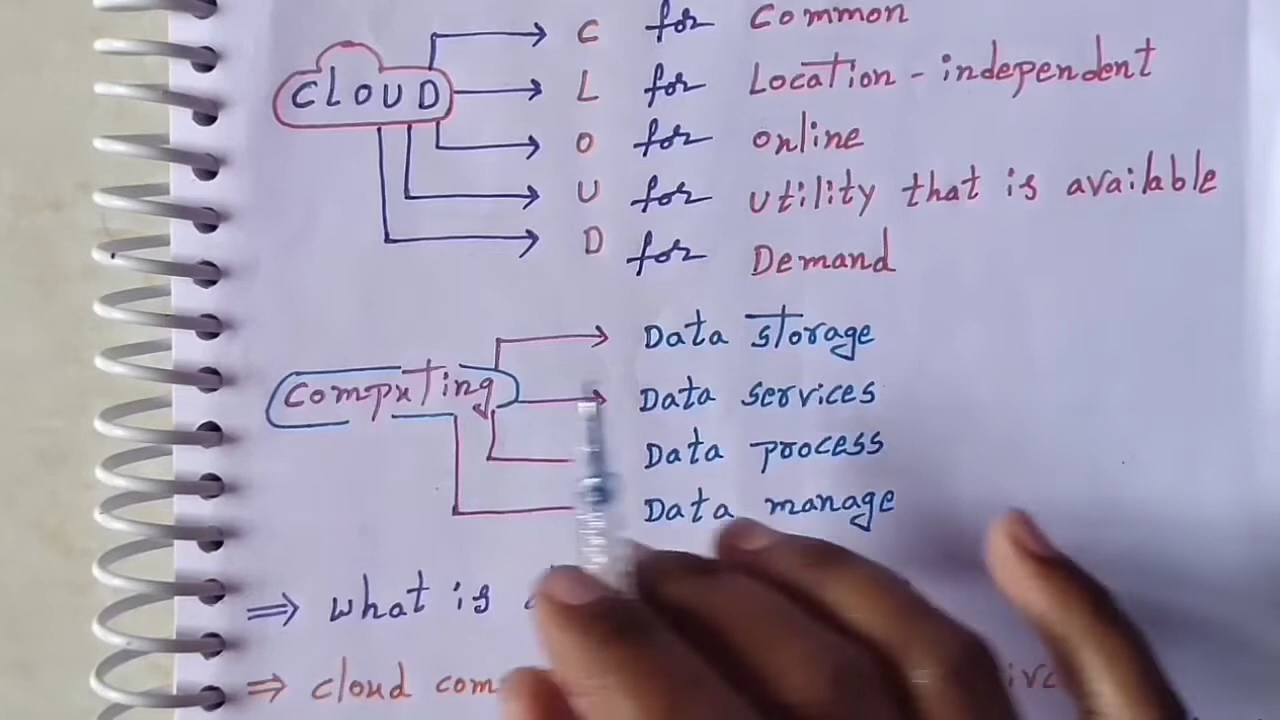 CLOUD
C for Common
L for Location - independent
O for online
U for utility that is available
D for Demand
Computing
Data storage
Data services
Data process
Data manage
⇒ what is
⇒ cloud com